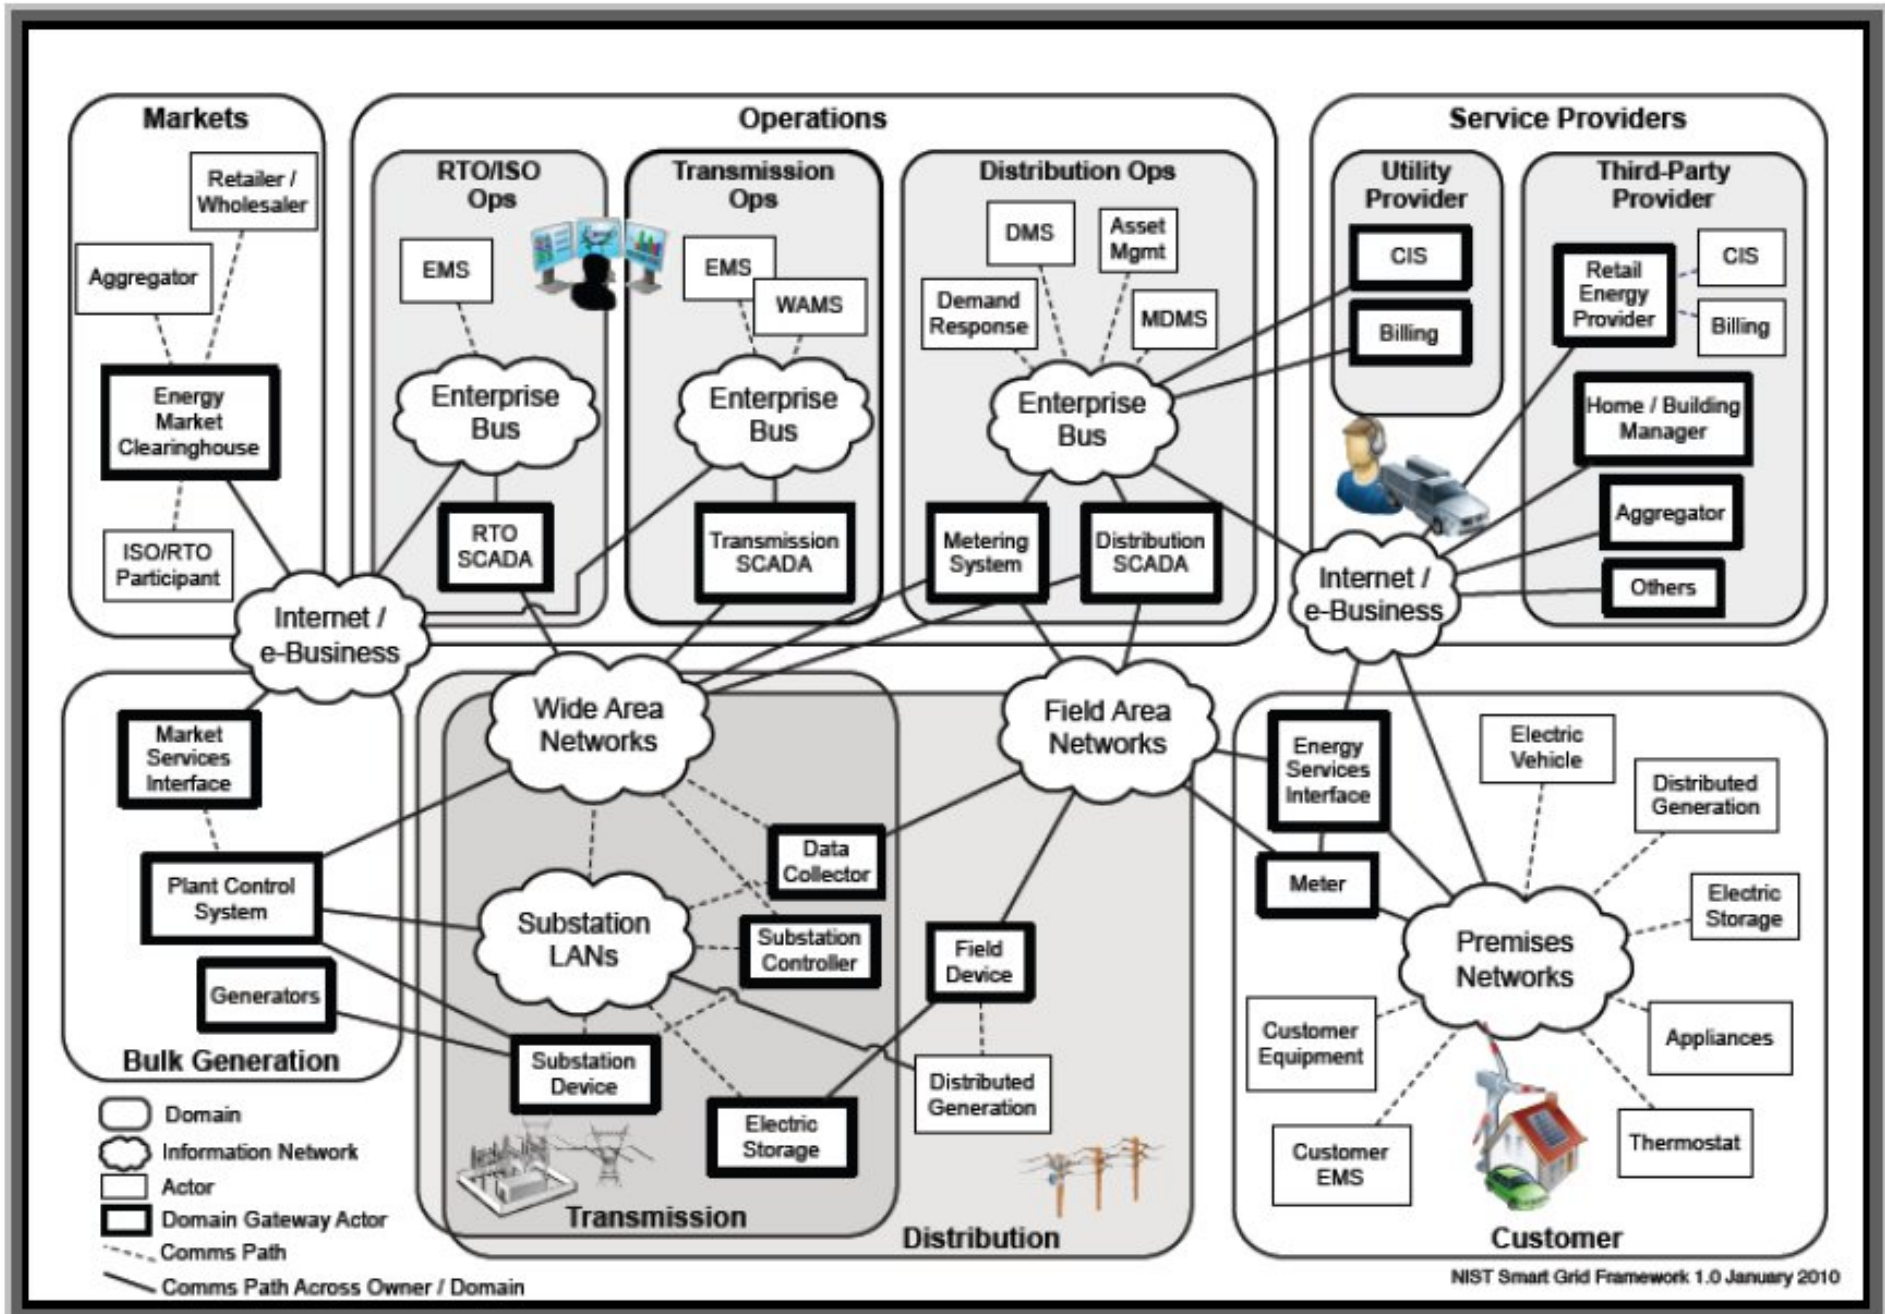 Markets
Retailer /
Wholesaler
Aggregator
Energy
Market
Clearinghouse
ISO/RTO
Participant
Operations
RTO/ISO
Ops
EMS
Enterprise
Bus
RTO
SCADA
Transmission
Ops
EMS
WAMS
Enterprise
Bus
Transmission
SCADA
Distribution Ops
DMS
Asset
Mgmt
Demand
Response
MDMS
Enterprise
Bus
Metering
System
Distribution
SCADA
Service Providers
Utility
Provider
CIS
Billing
Third-Party
Provider
Retail
Energy
Provider
CIS
Billing
Home / Building
Manager
Aggregator
Others
Internet /
e-Business
Internet /
e-Business
Market
Services
Interface
Plant Control
System
Generators
Bulk Generation
Wide Area
Networks
Data
Collector
Substation
LANs
Substation
Controller
Substation
Device
Electric
Storage
Transmission
Field Area
Networks
Field
Device
Distributed
Generation
Distribution
Energy
Services
Interface
Meter
Electric
Vehicle
Distributed
Generation
Electric
Storage
Premises
Networks
Customer
Equipment
Appliances
Customer
EMS
Thermostat
Customer
Domain
Information Network
Actor
Domain Gateway Actor
Comms Path
Comms Path Across Owner / Domain
NIST Smart Grid Framework 1.0 January 2010